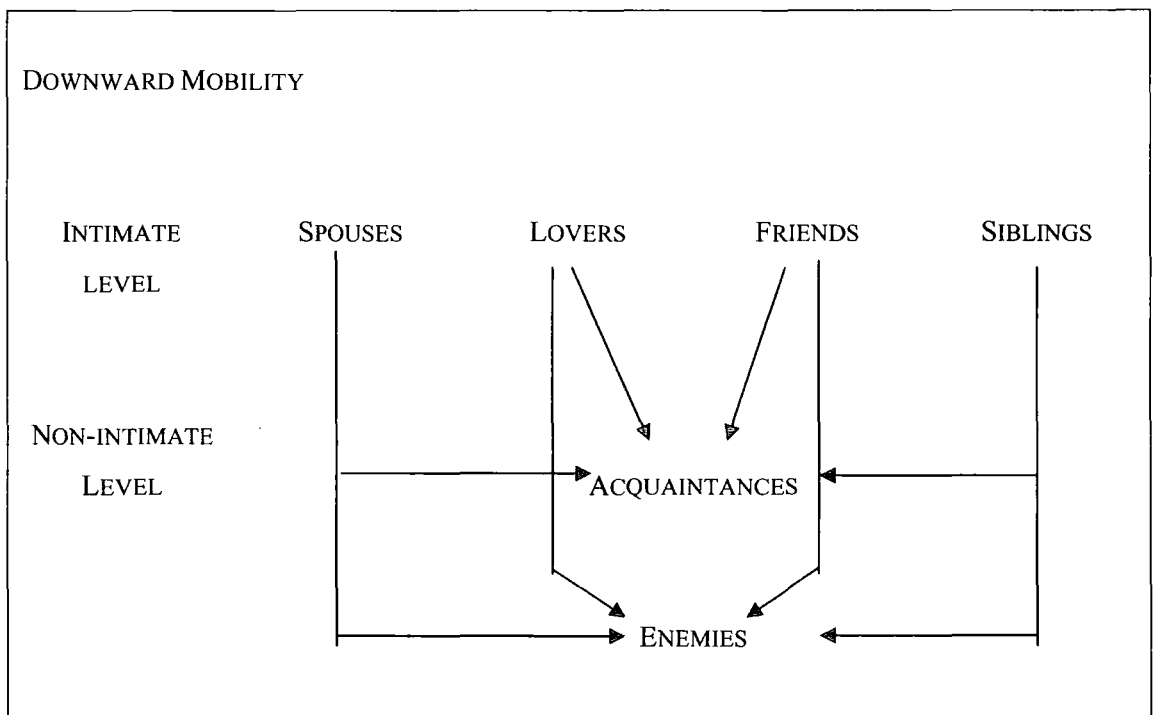 DOWNWARD MOBILITY
INTIMATE SPOUSES LOVERS FRIENDS SIBLINGS
LEVEL
NON-INTIMATE
LEVEL ACQUAINTANCES
ENEMIES